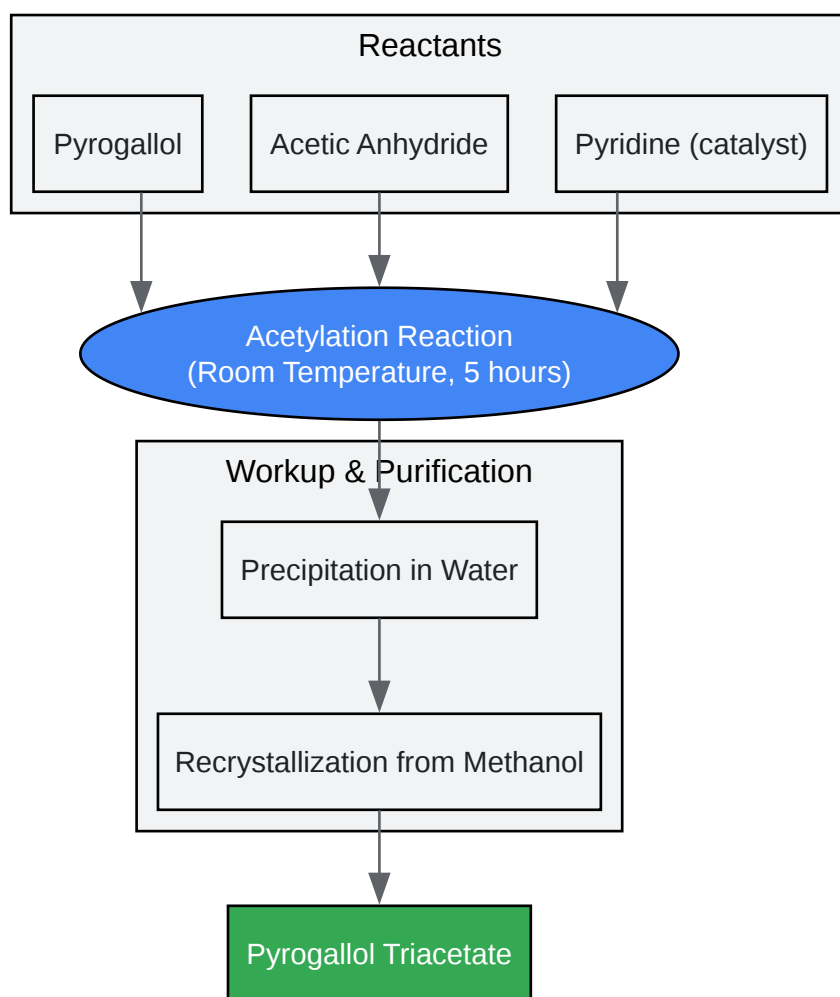 Reactants
Pyrogallol
Acetic Anhydride
Pyridine (catalyst)
Acetylation Reaction
(Room Temperature, 5 hours)
Workup & Purification
Precipitation in Water
Recrystallization from Methanol
Pyrogallol Triacetate